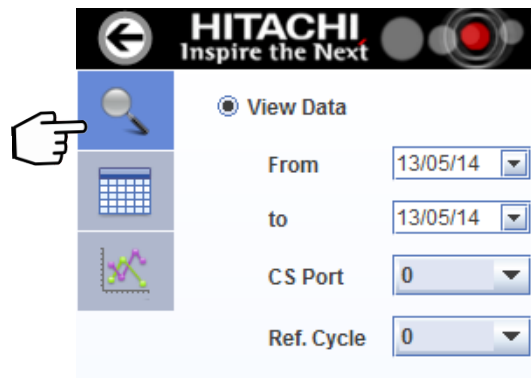 HITACHI
Inspire the Next
View Data
From 13/05/14
to 13/05/14
CS Port 0
Ref. Cycle 0